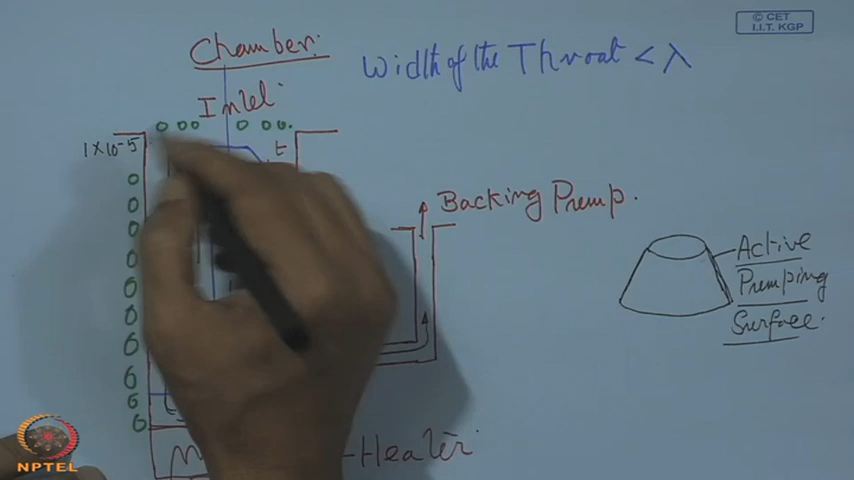 © CET
I.I.T. KGP
Chamber.
Width of the Throat < λ
Inlet
1×10-5
t
Backing Pump.
Active
Pumping
Surface.
Heater
NPTEL